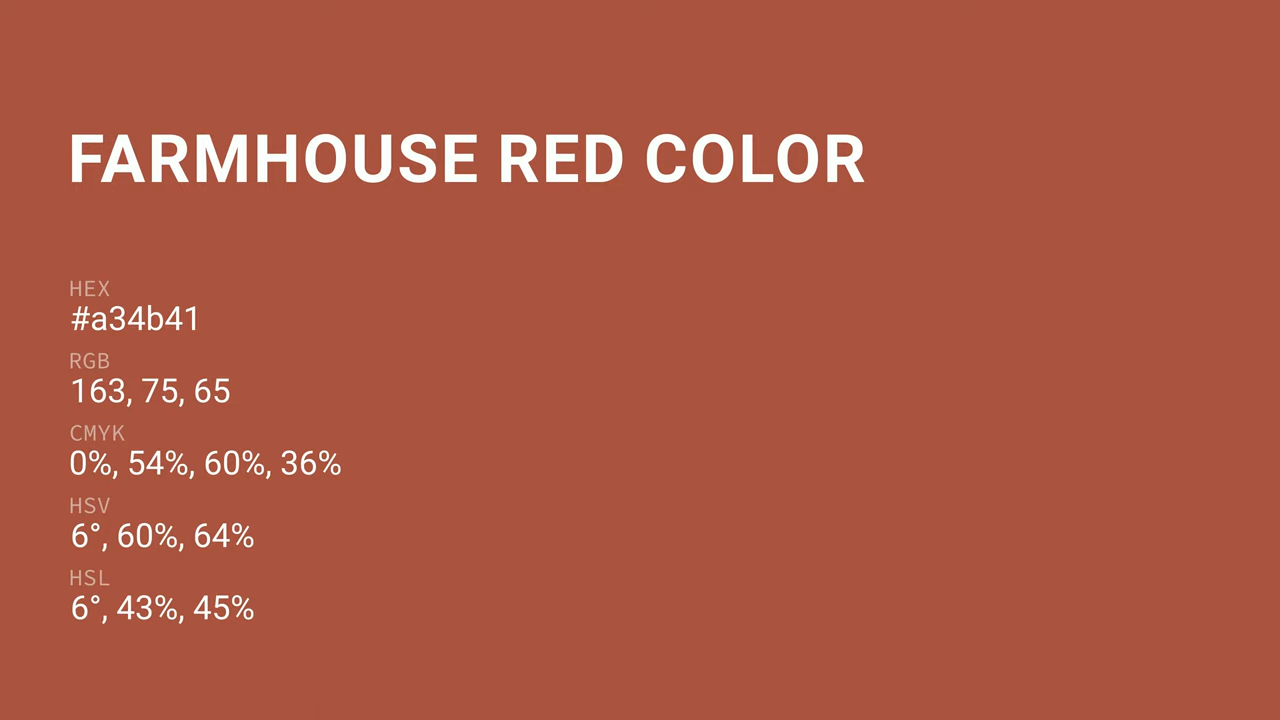 FARMHOUSE RED COLOR
HEX
#a34b41
RGB
163, 75, 65
CMYK
0%, 54%, 60%, 36%
HSV
6°, 60%, 64%
HSL
6°, 43%, 45%